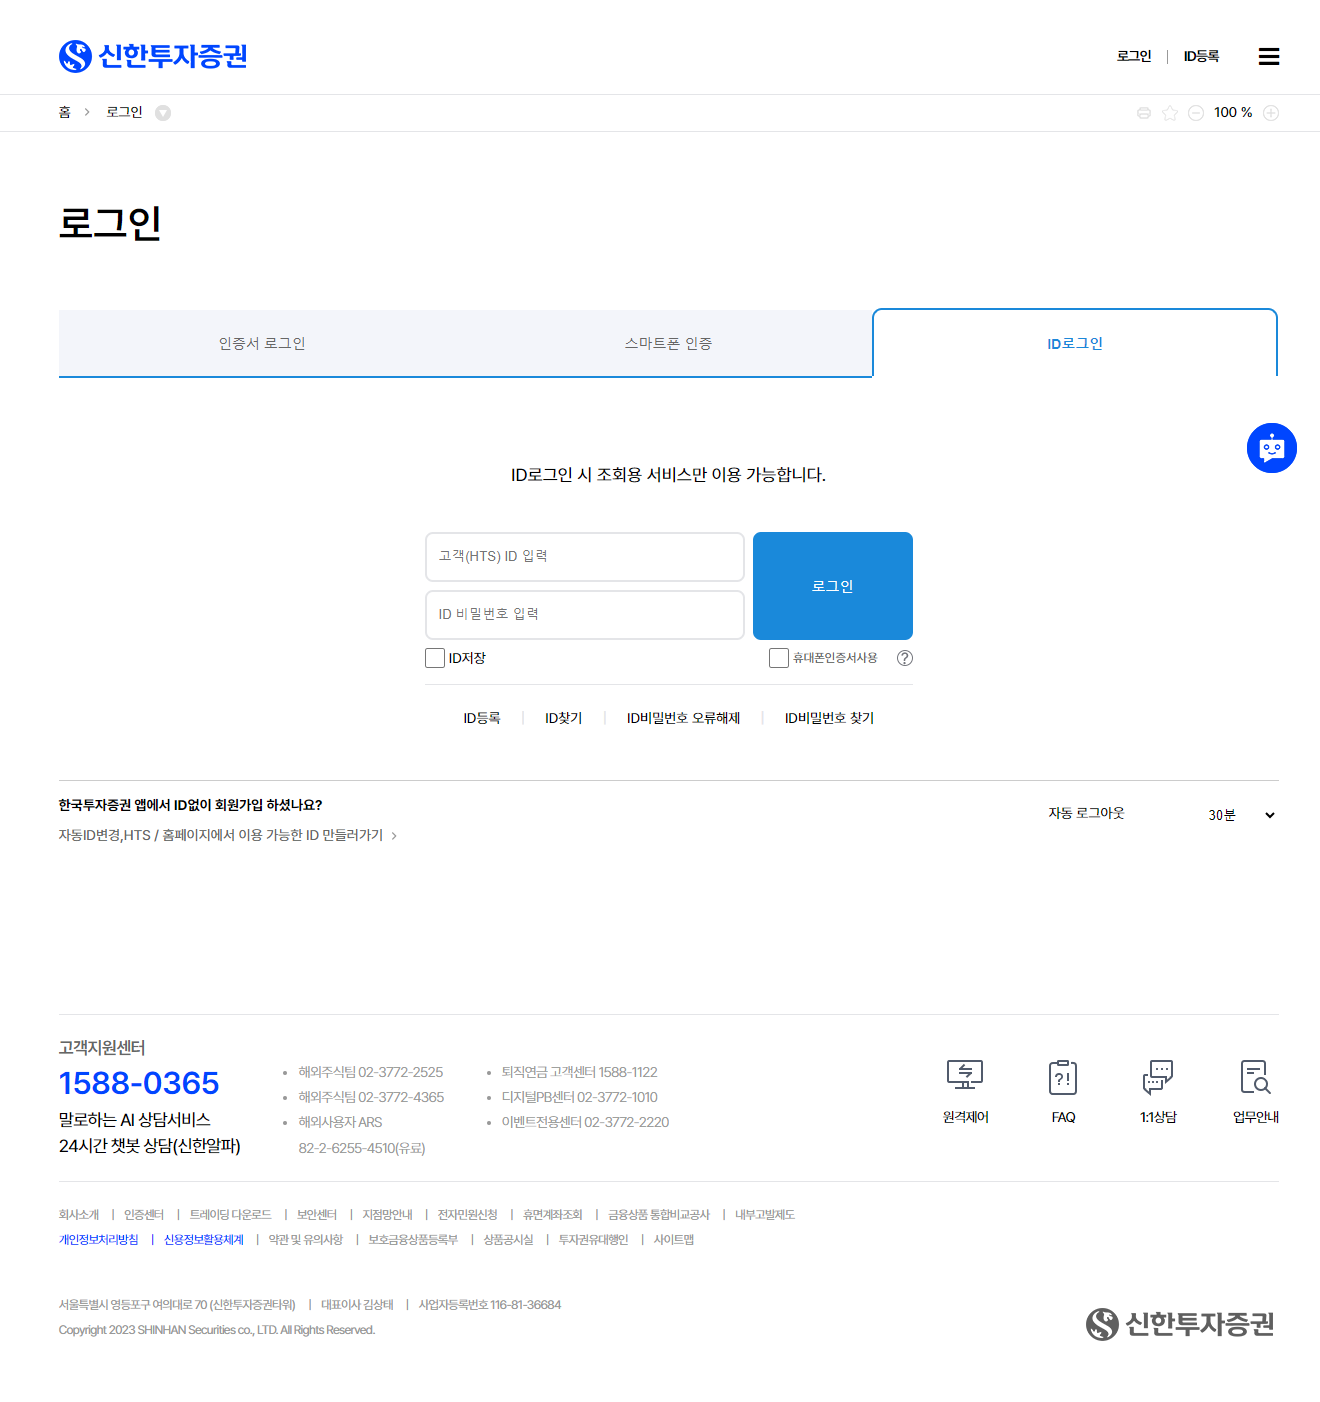 신한투자증권
로그인 | ID등록
홈 > 로그인
100 %
로그인
인증서 로그인
스마트폰 인증
ID로그인
ID로그인 시 조회용 서비스만 이용 가능합니다.
고객(HTS) ID 입력
ID 비밀번호 입력
로그인
ID저장
휴대폰인증서사용
ID등록 | ID찾기 | ID비밀번호 오류해제 | ID비밀번호 찾기
한국투자증권 앱에서 ID없이 회원가입 하셨나요?
자동ID변경,HTS / 홈페이지에서 이용 가능한 ID 만들러가기 >
자동 로그아웃
30분
고객지원센터
1588-0365
말로하는 AI 상담서비스
24시간 챗봇 상담(신한알파)
• 해외주식팀 02-3772-2525
• 해외주식팀 02-3772-4365
• 해외사용자 ARS
82-2-6255-4510(유료)
• 퇴직연금 고객센터 1588-1122
• 디지털PB센터 02-3772-1010
• 이벤트전용센터 02-3772-2220
원격제어
?!
FAQ
1:1상담
업무안내
회사소개 | 인증센터 | 트레이딩 다운로드 | 보안센터 | 지점망안내 | 전자민원신청 | 휴면계좌조회 | 금융상품 통합비교공사 | 내부고발제도
개인정보처리방침 | 신용정보활용체계 | 약관 및 유의사항 | 보호금융상품등록부 | 상품공시실 | 투자권유대행인 | 사이트맵
서울특별시 영등포구 여의대로 70 (신한투자증권타워) | 대표이사 김상태 | 사업자등록번호 116-81-36684
Copyright 2023 SHINHAN Securities co., LTD. All Rights Reserved.
신한투자증권